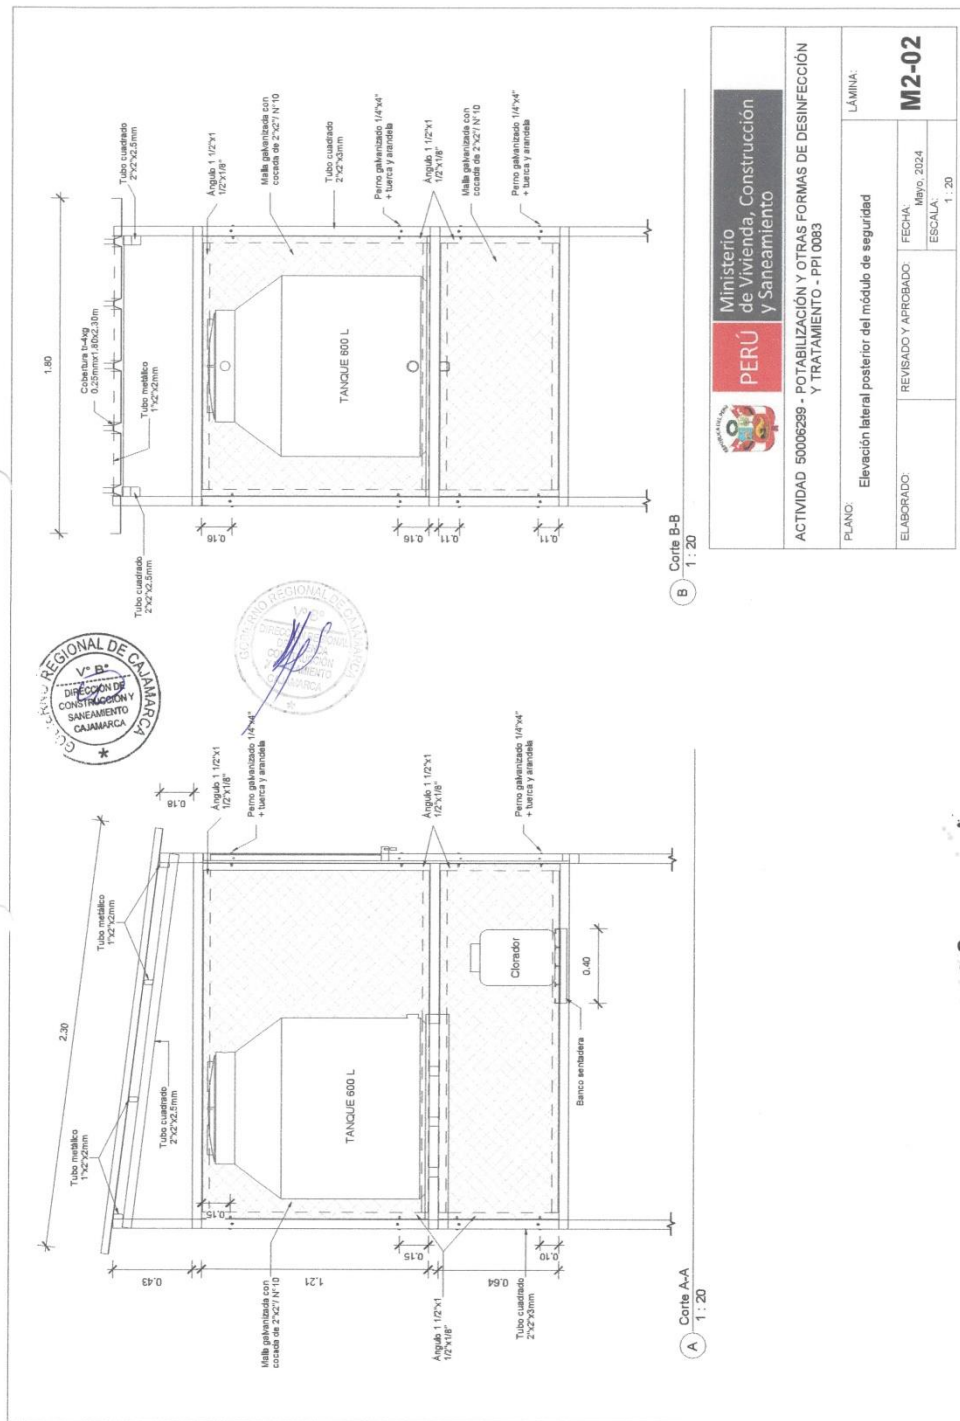 2.30
Tubo metálico
1"x2"x2mm
Tubo metálico
1"x2"x2mm
Tubo cuadrado
2"x2"x2.5mm
0.18
0.43
1.21
0.64
0.15
0.15
0.10
Ángulo 1 1/2"x1
1/2"x1/8"
Perno galvanizado 1/4"x4"
+ tuerca y arandela
TANQUE 600 L
Malla galvanizada con
cocada de 2"x2"/ N°10
Ángulo 1 1/2"x1
1/2"x1/8"
Ángulo 1 1/2"x1
1/2"x1/8"
Clorador
0.40
Perno galvanizado 1/4"x4"
+ tuerca y arandela
Tubo cuadrado
2"x2"x3mm
Banco sentadera
A
Corte A-A
1 : 20
GOBIERNO REGIONAL DE CAJAMARCA
V° B°
DIRECCIÓN DE
CONSTRUCCIÓN Y
SANEAMIENTO
CAJAMARCA
GOBIERNO REGIONAL DE CAJAMARCA
CAJAMARCA
1.80
Cobertura tr-4xg
0.25mmx1.80x2.30m
Tubo metálico
1"x2"x2mm
Tubo cuadrado
2"x2"x2.5mm
Tubo cuadrado
2"x2"x2.5mm
Ángulo 1 1/2"x1
1/2"x1/8"
Malla galvanizada con
cocada de 2"x2"/ N°10
Tubo cuadrado
2"x2"x3mm
Perno galvanizado 1/4"x4"
+ tuerca y arandela
Ángulo 1 1/2"x1
1/2"x1/8"
Malla galvanizada con
cocada de 2"x2"/ N°10
Perno galvanizado 1/4"x4"
+ tuerca y arandela
TANQUE 600 L
0.16
0.16
0.11
0.11
B
Corte B-B
1 : 20
PERÚ
Ministerio
de Vivienda, Construcción
y Saneamiento
ACTIVIDAD 50006299 - POTABILIZACIÓN Y OTRAS FORMAS DE DESINFECCIÓN
Y TRATAMIENTO - PPI 0083
PLANO:
Elevación lateral posterior del módulo de seguridad
LÁMINA:
M2-02
ELABORADO:
REVISADO Y APROBADO:
FECHA:
Mayo, 2024
ESCALA:
1 : 20